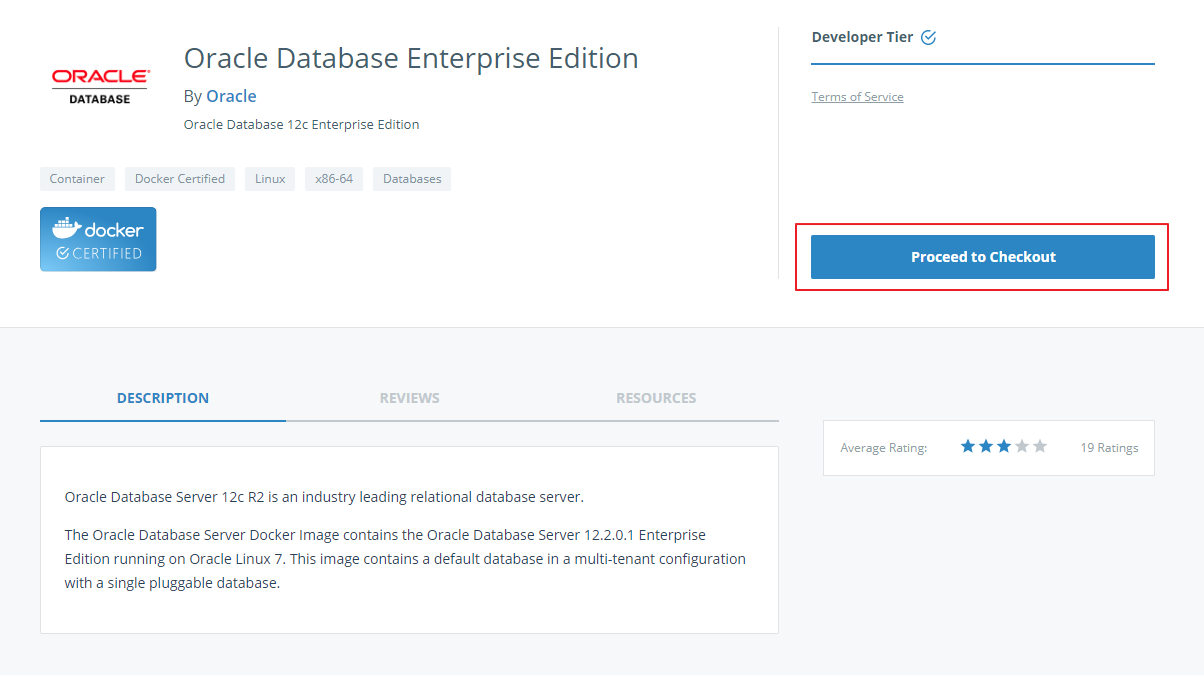 ORACLE®
DATABASE
Oracle Database Enterprise Edition
By Oracle
Oracle Database 12c Enterprise Edition
Container
Docker Certified
Linux
x86-64
Databases
docker
CERTIFIED
Developer Tier
Terms of Service
Proceed to Checkout
DESCRIPTION
REVIEWS
RESOURCES
Oracle Database Server 12c R2 is an industry leading relational database server.
The Oracle Database Server Docker Image contains the Oracle Database Server 12.2.0.1 Enterprise
Edition running on Oracle Linux 7. This image contains a default database in a multi-tenant configuration
with a single pluggable database.
Average Rating:
19 Ratings